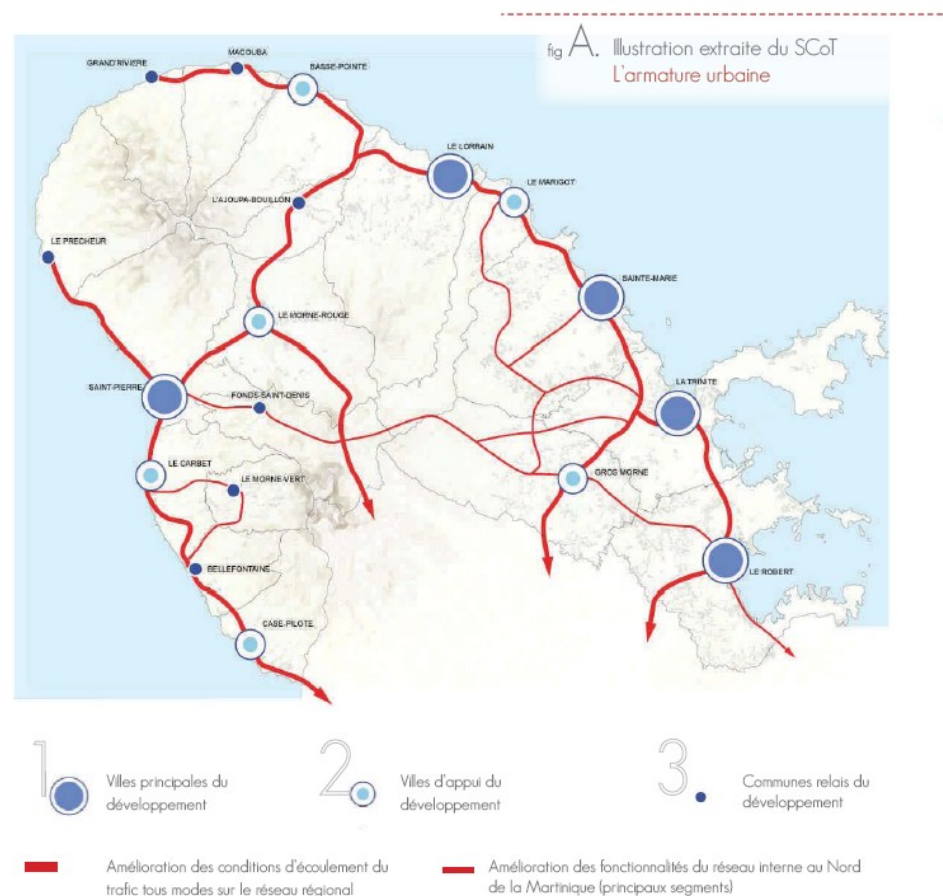 fig A. Illustration extraite du SCoT
L'armature urbaine
MACOUBA
GRAND'RIVIERE
BASSE-POINTE
LE LORRAIN
LE MARIGOT
L'AJOUPA-BOUILLON
LE PRECHEUR
SAINTE-MARIE
LE MORNE-ROUGE
LA TRINITE
SAINT-PIERRE
FONDS-SAINT-DENIS
LE CARBET
GROS MORNE
LE MORNE-VERT
BELLEFONTAINE
LE ROBERT
CASE-PILOTE
1 Villes principales du
développement
2 Villes d'appui du
développement
3 Communes relais du
développement
Amélioration des conditions d'écoulement du
trafic tous modes sur le réseau régional
Amélioration des fonctionnalités du réseau interne au Nord
de la Martinique (principaux segments)